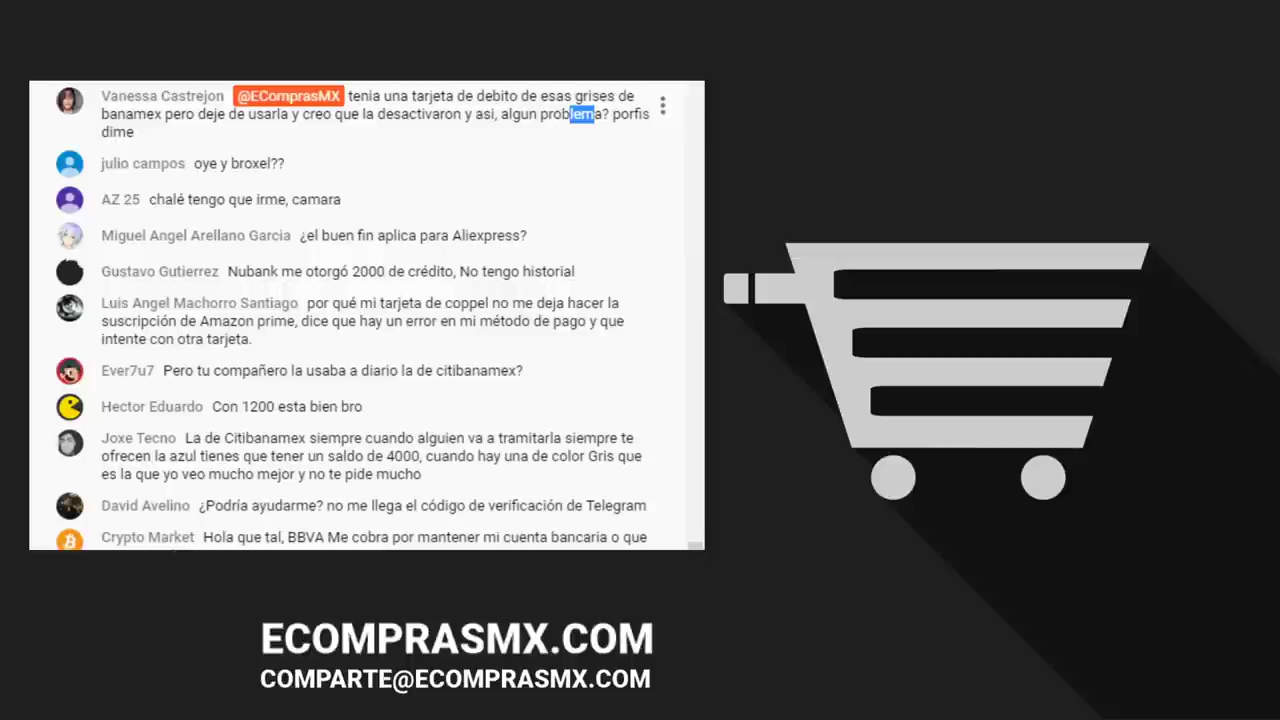 Vanessa Castrejon @EComprasMX tenia una tarjeta de debito de esas grises de
banamex pero deje de usarla y creo que la desactivaron y asi, algun problema? porfis
dime
julio campos oye y broxel??
AZ 25 chalé tengo que irme, camara
Miguel Angel Arellano Garcia ¿el buen fin aplica para Aliexpress?
Gustavo Gutierrez Nubank me otorgó 2000 de crédito, No tengo historial
Luis Angel Machorro Santiago por qué mi tarjeta de coppel no me deja hacer la
suscripción de Amazon prime, dice que hay un error en mi método de pago y que
intente con otra tarjeta.
Ever7u7 Pero tu compañero la usaba a diario la de citibanamex?
Hector Eduardo Con 1200 esta bien bro
Joxe Tecno La de Citibanamex siempre cuando alguien va a tramitarla siempre te
ofrecen la azul tienes que tener un saldo de 4000, cuando hay una de color Gris que
es la que yo veo mucho mejor y no te pide mucho
David Avelino ¿Podría ayudarme? no me llega el código de verificación de Telegram
Crypto Market Hola que tal, BBVA Me cobra por mantener mi cuenta bancaria o que
ECOMPRASMX.COM
COMPARTE@ECOMPRASMX.COM